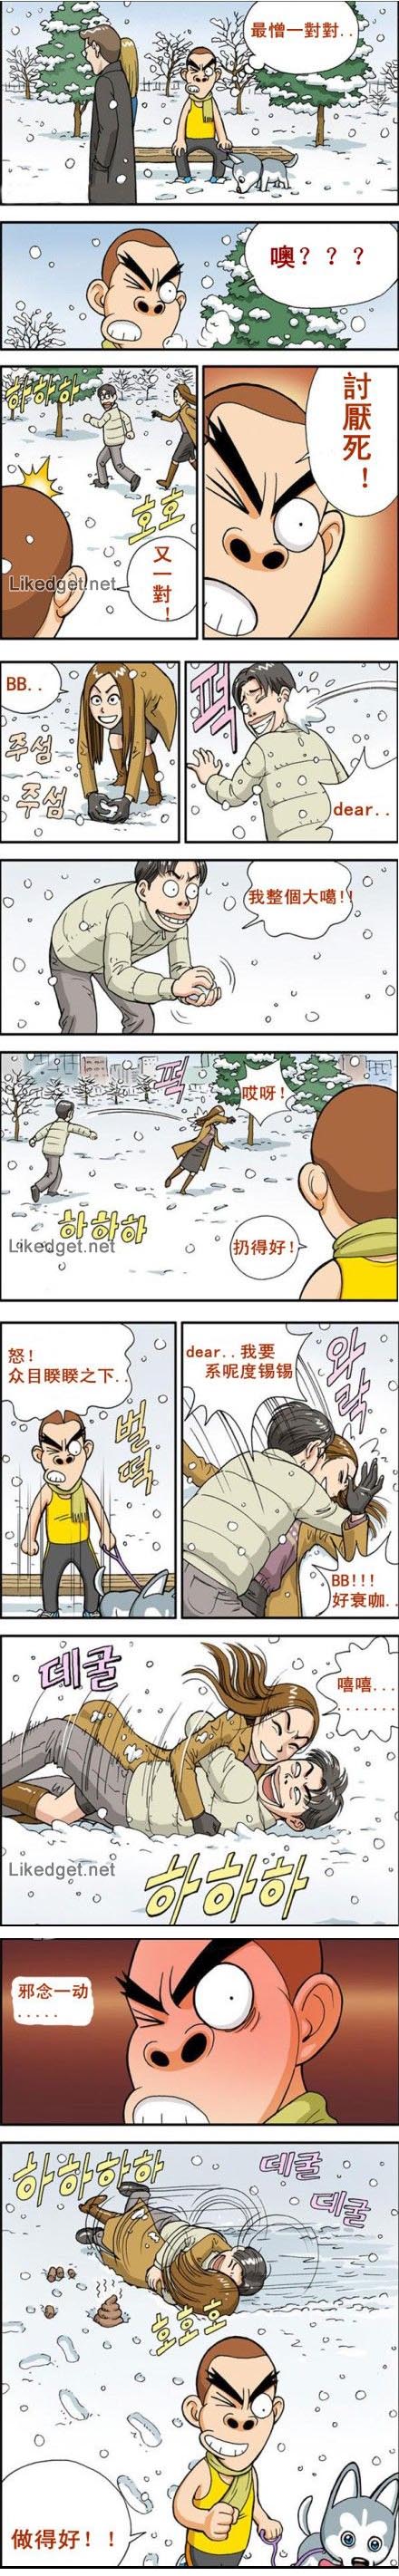 最憎一對對..
噢？？？
하하하
호호
Likedget.net
又一對！
討厭死！
BB..
주섬
주섬
퍽
dear..
我整個大噶!!
퍽
哎呀！
하하하
Likedget.net
扔得好！
怒！
众目睽睽之下..
벌떡
dear..我要
系呢度锡锡
와락
BB!!!
好衰咖..
데굴
嘻嘻...
.......
Likedget.net
하하하
邪念一动
.....
하하하하
데굴
데굴
호호호
做得好！！